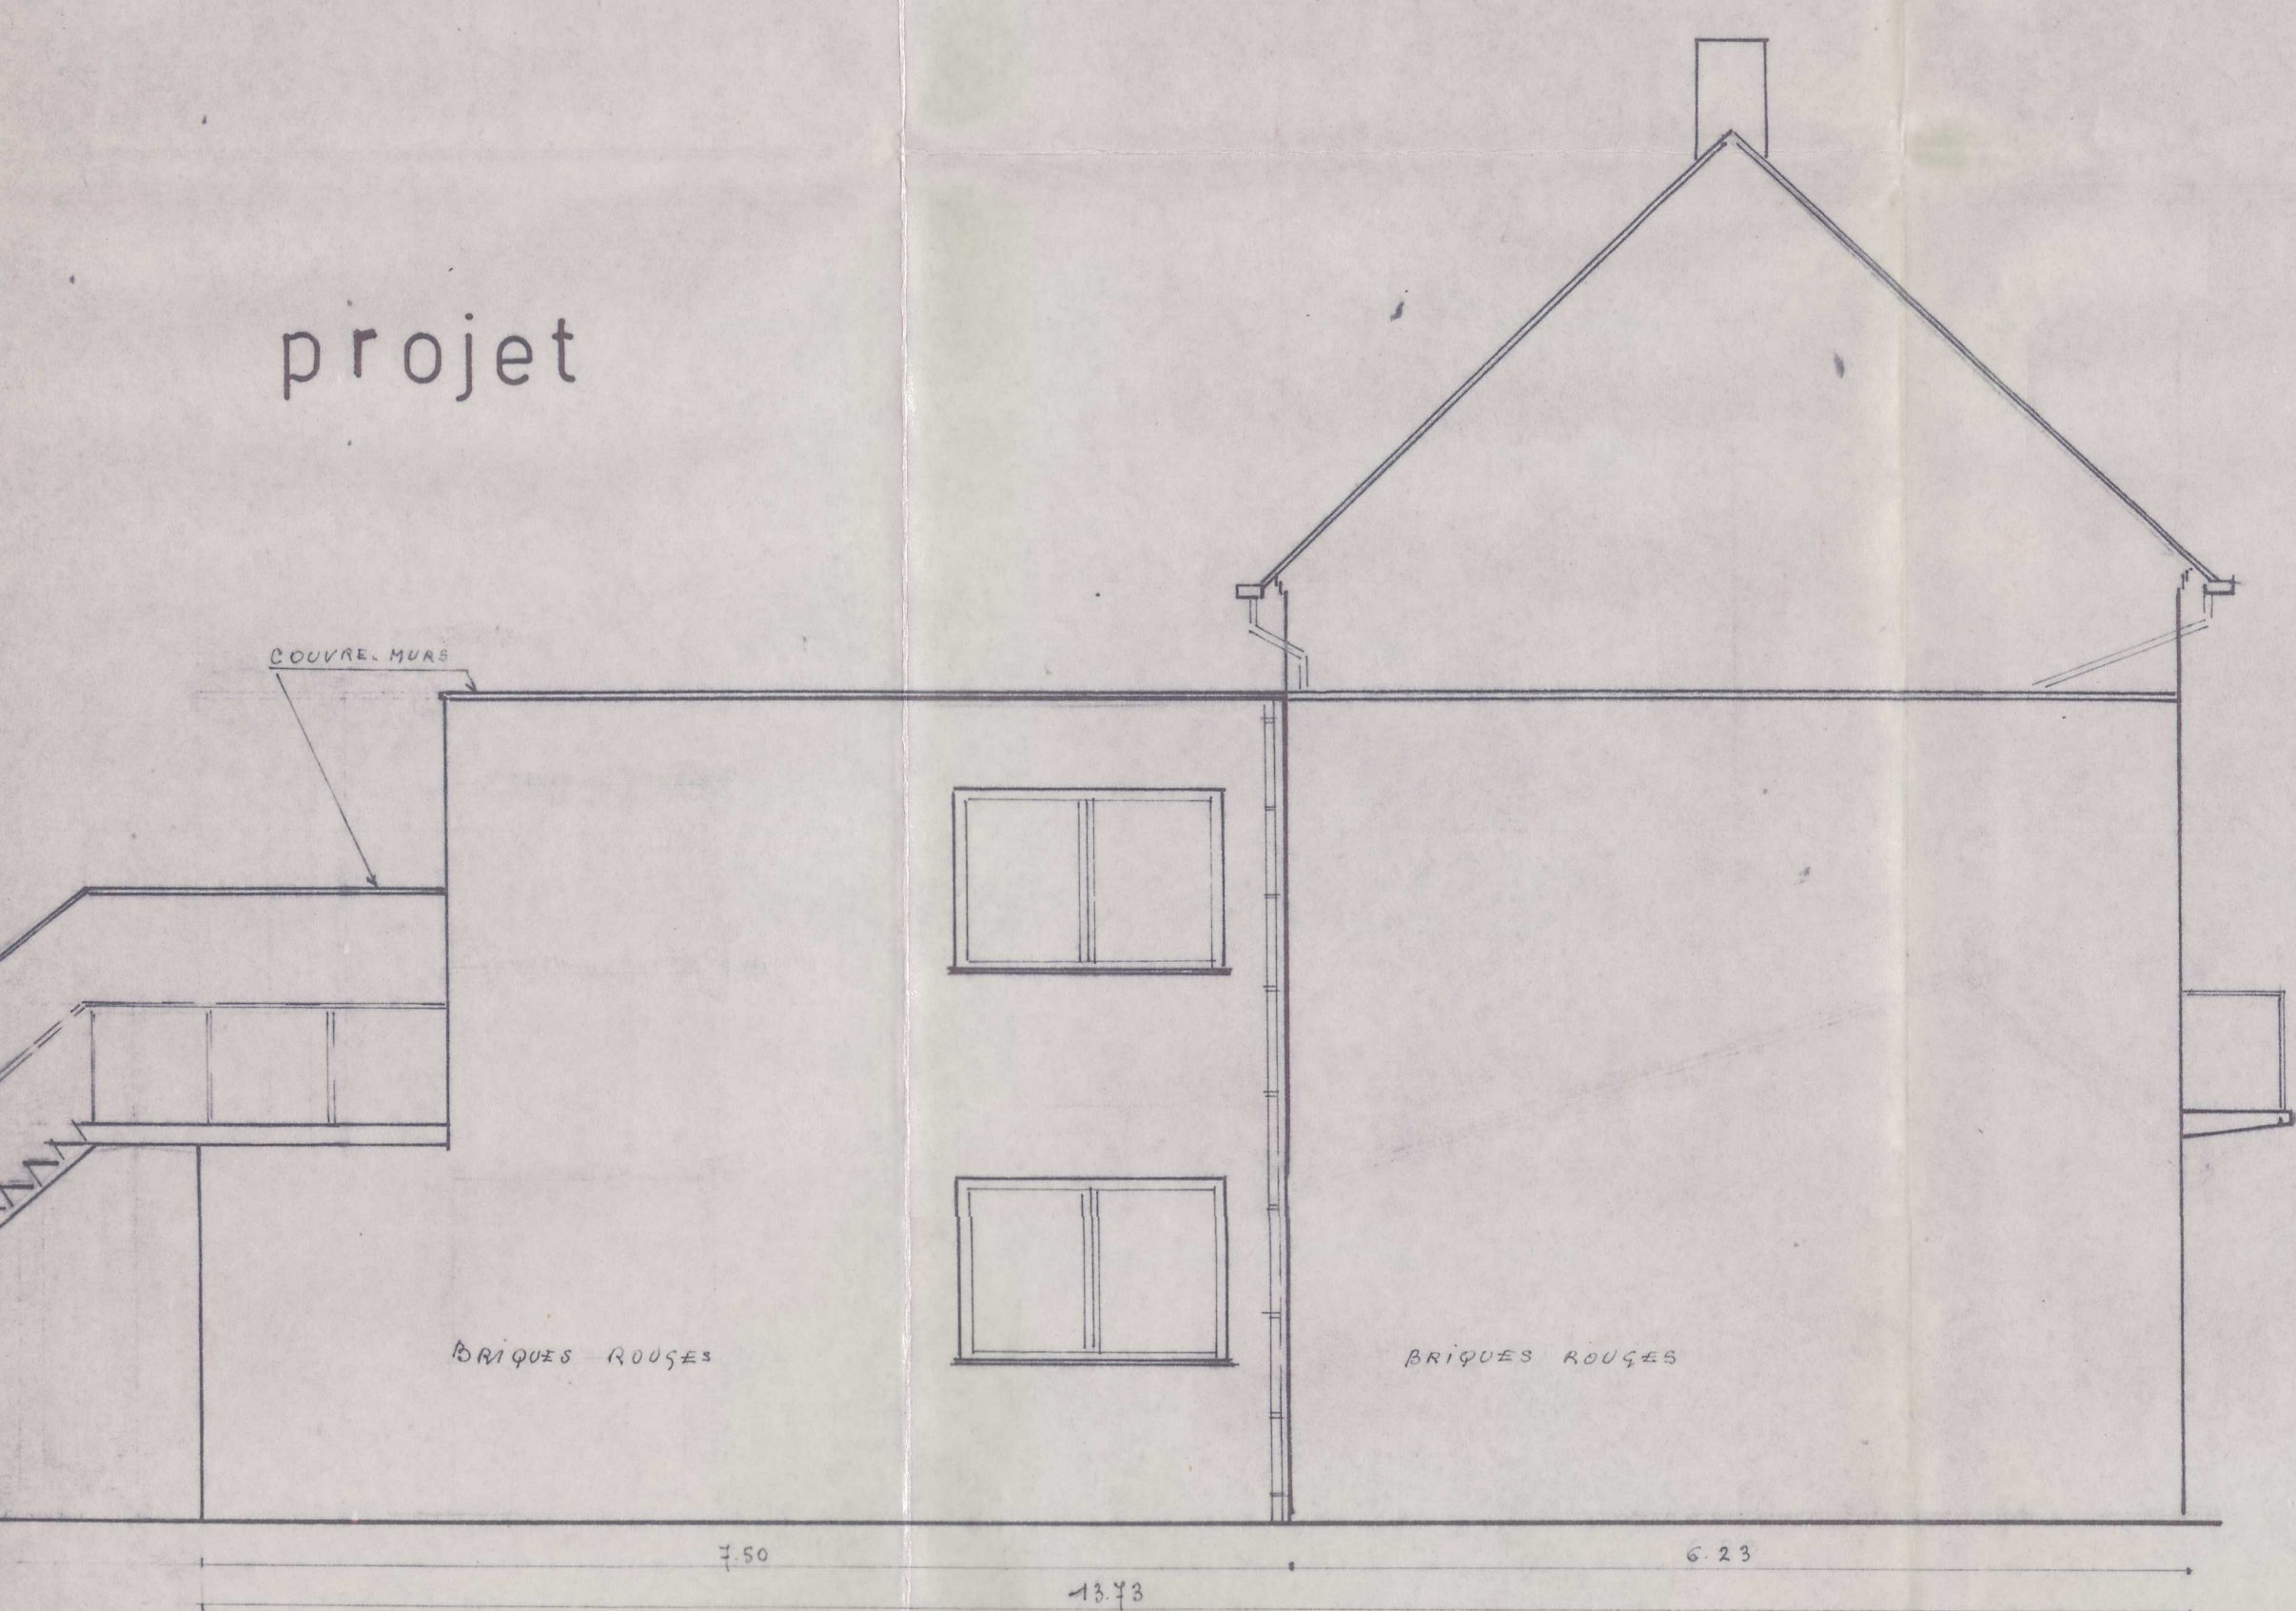 projet
COUVRE. MURS
BRIQUES ROUGES
BRIQUES ROUGES
7.50
6.23
13.73